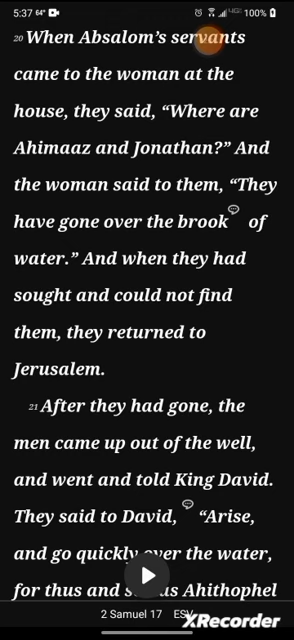 5:37 64° 100%
20 When Absalom's servants
came to the woman at the
house, they said, “Where are
Ahimaaz and Jonathan?” And
the woman said to them, “They
have gone over the brook of
water.” And when they had
sought and could not find
them, they returned to
Jerusalem.
21 After they had gone, the
men came up out of the well,
and went and told King David.
They said to David, “Arise,
and go quickly over the water,
for thus and Ahithophel
2 Samuel 17 ESV
XRecorder